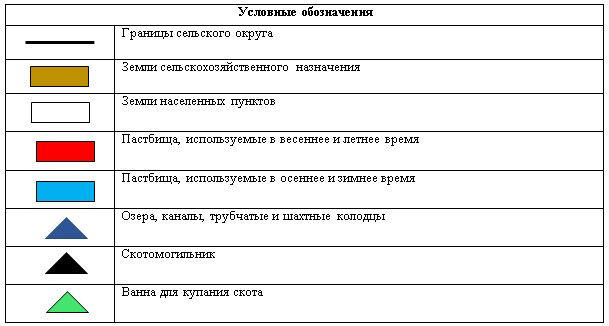 Условные обозначения
Границы сельского округа
Земли сельскохозяйственного назначения
Земли населенных пунктов
Пастбища, используемые в весеннее и летнее время
Пастбища, используемые в осеннее и зимнее время
Озера, каналы, трубчатые и шахтные колодцы
Скотомогильник
Ванна для купания скота